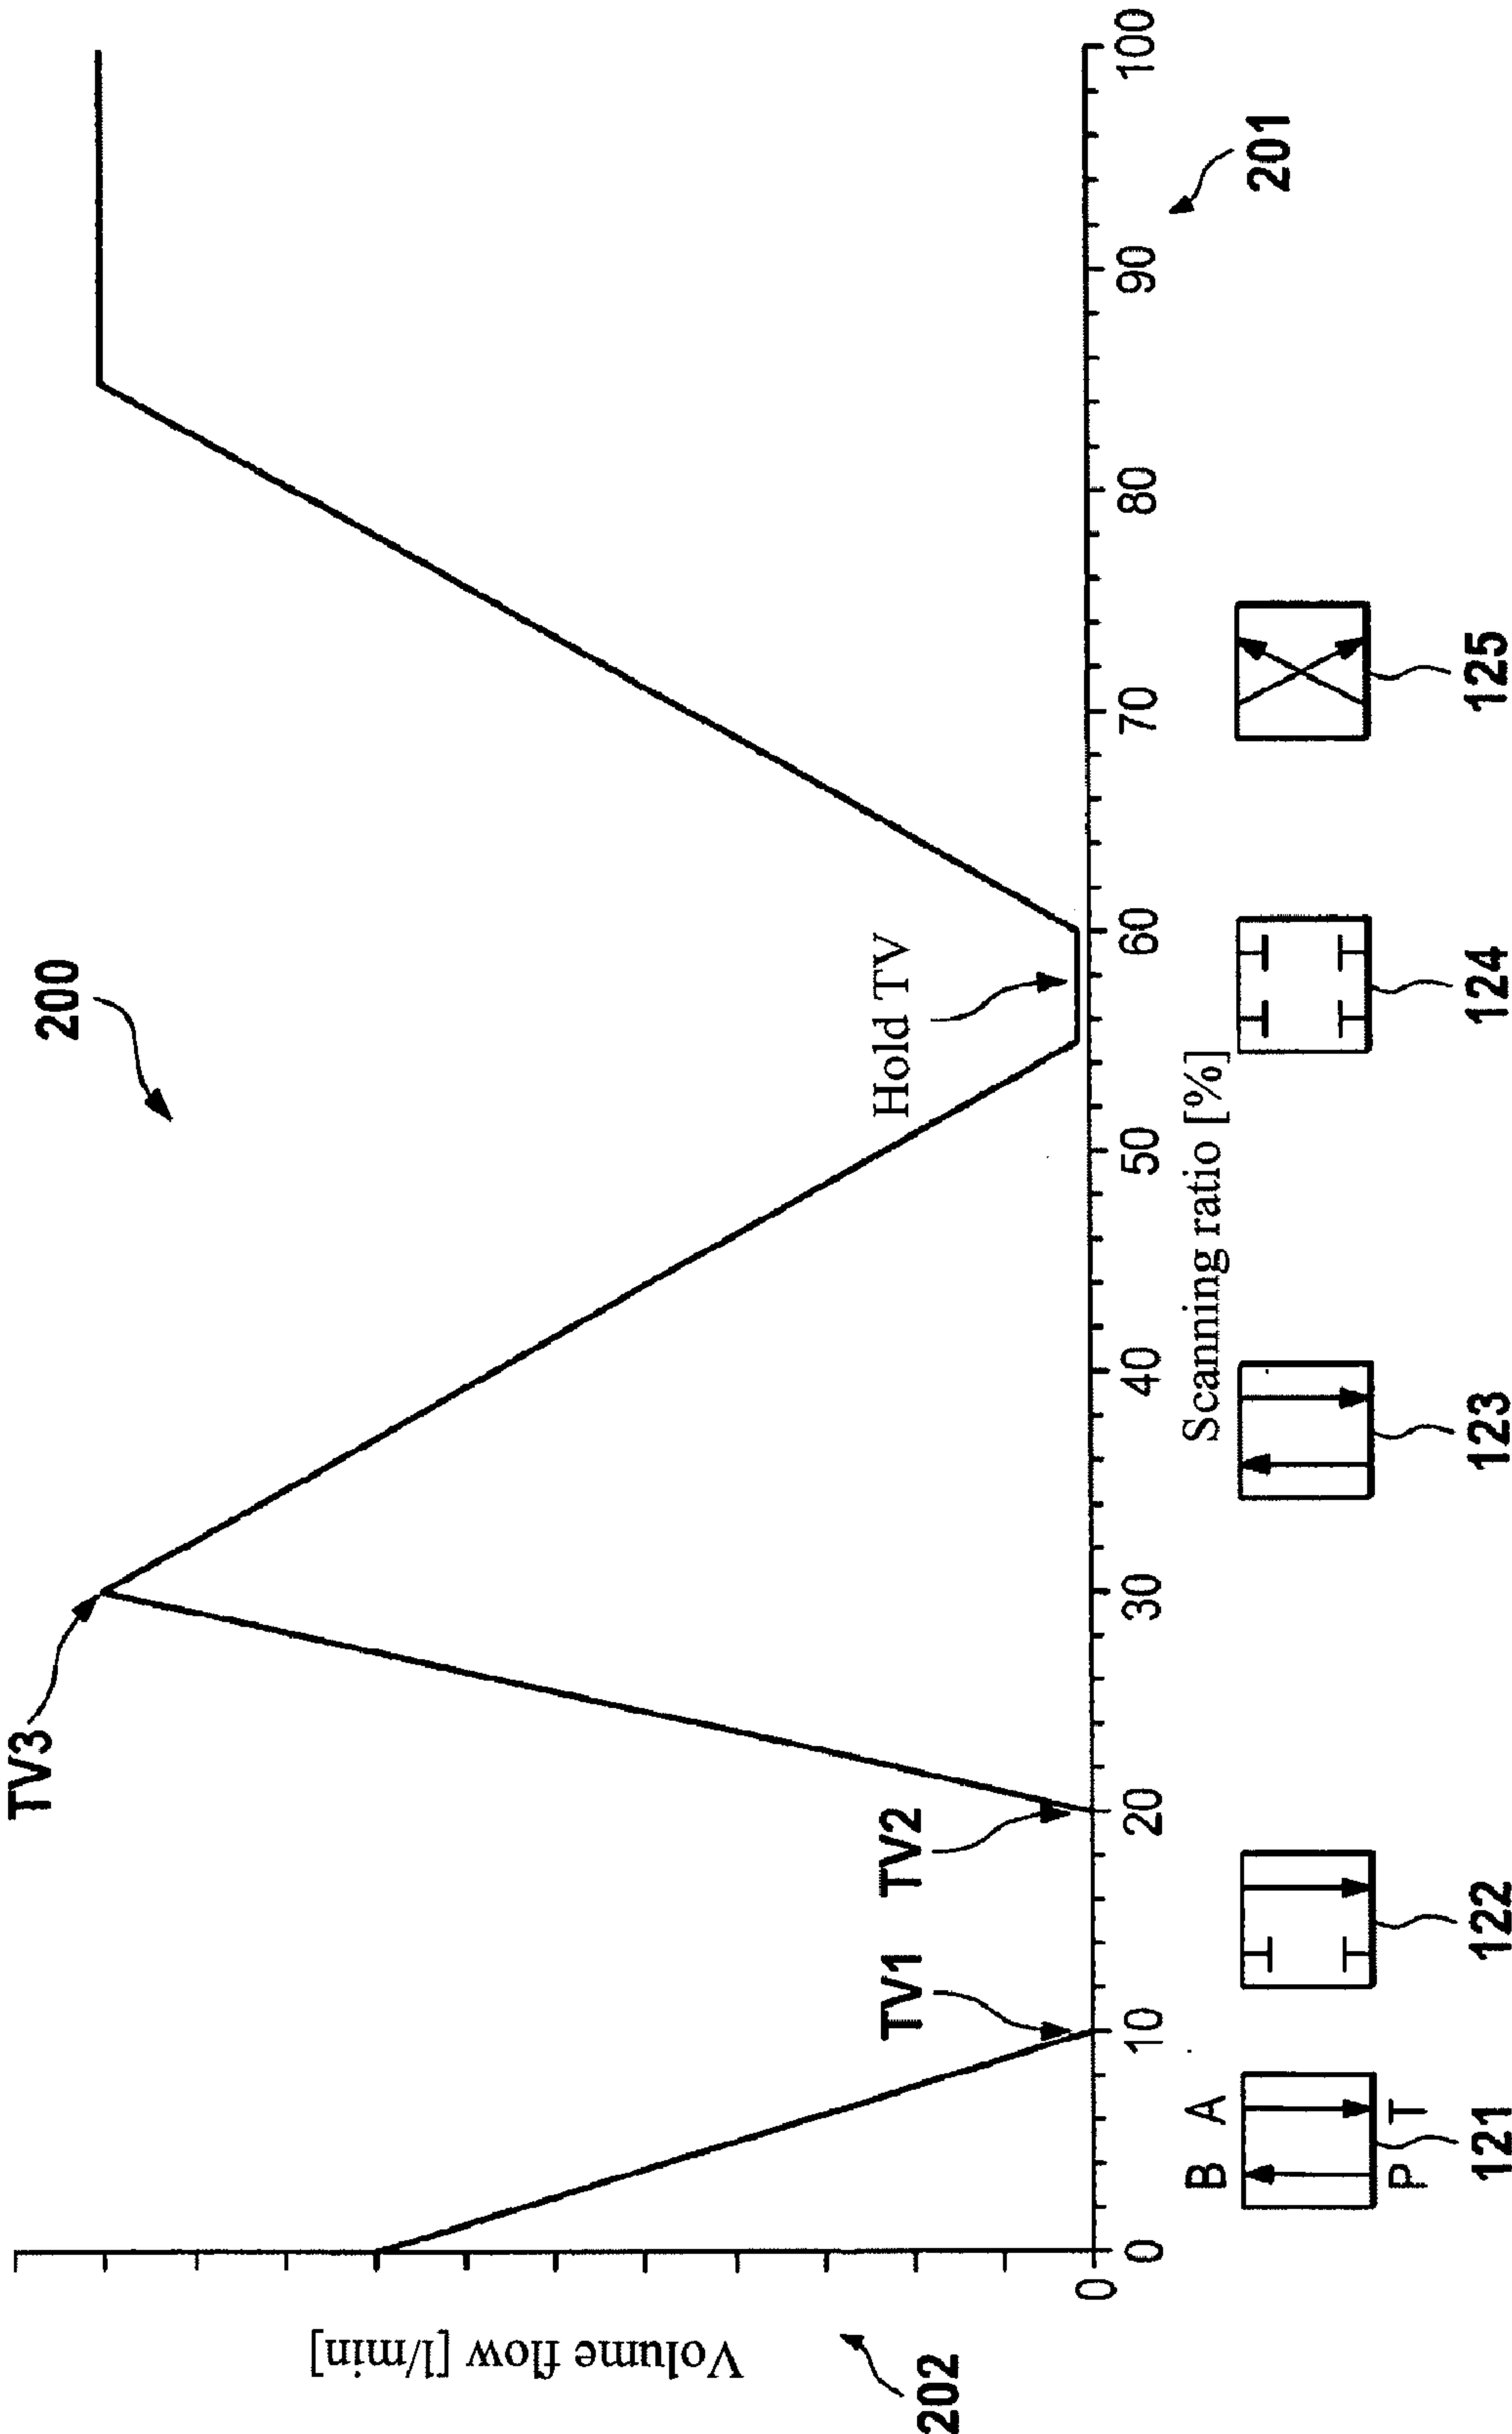 200
TV3
TV1
TV2
Hold TV
Volume flow [l/min]
202
0
0
10
20
30
40
50
60
70
80
90
100
201
Scanning ratio [%]
B
A
P
T
121
122
123
124
125